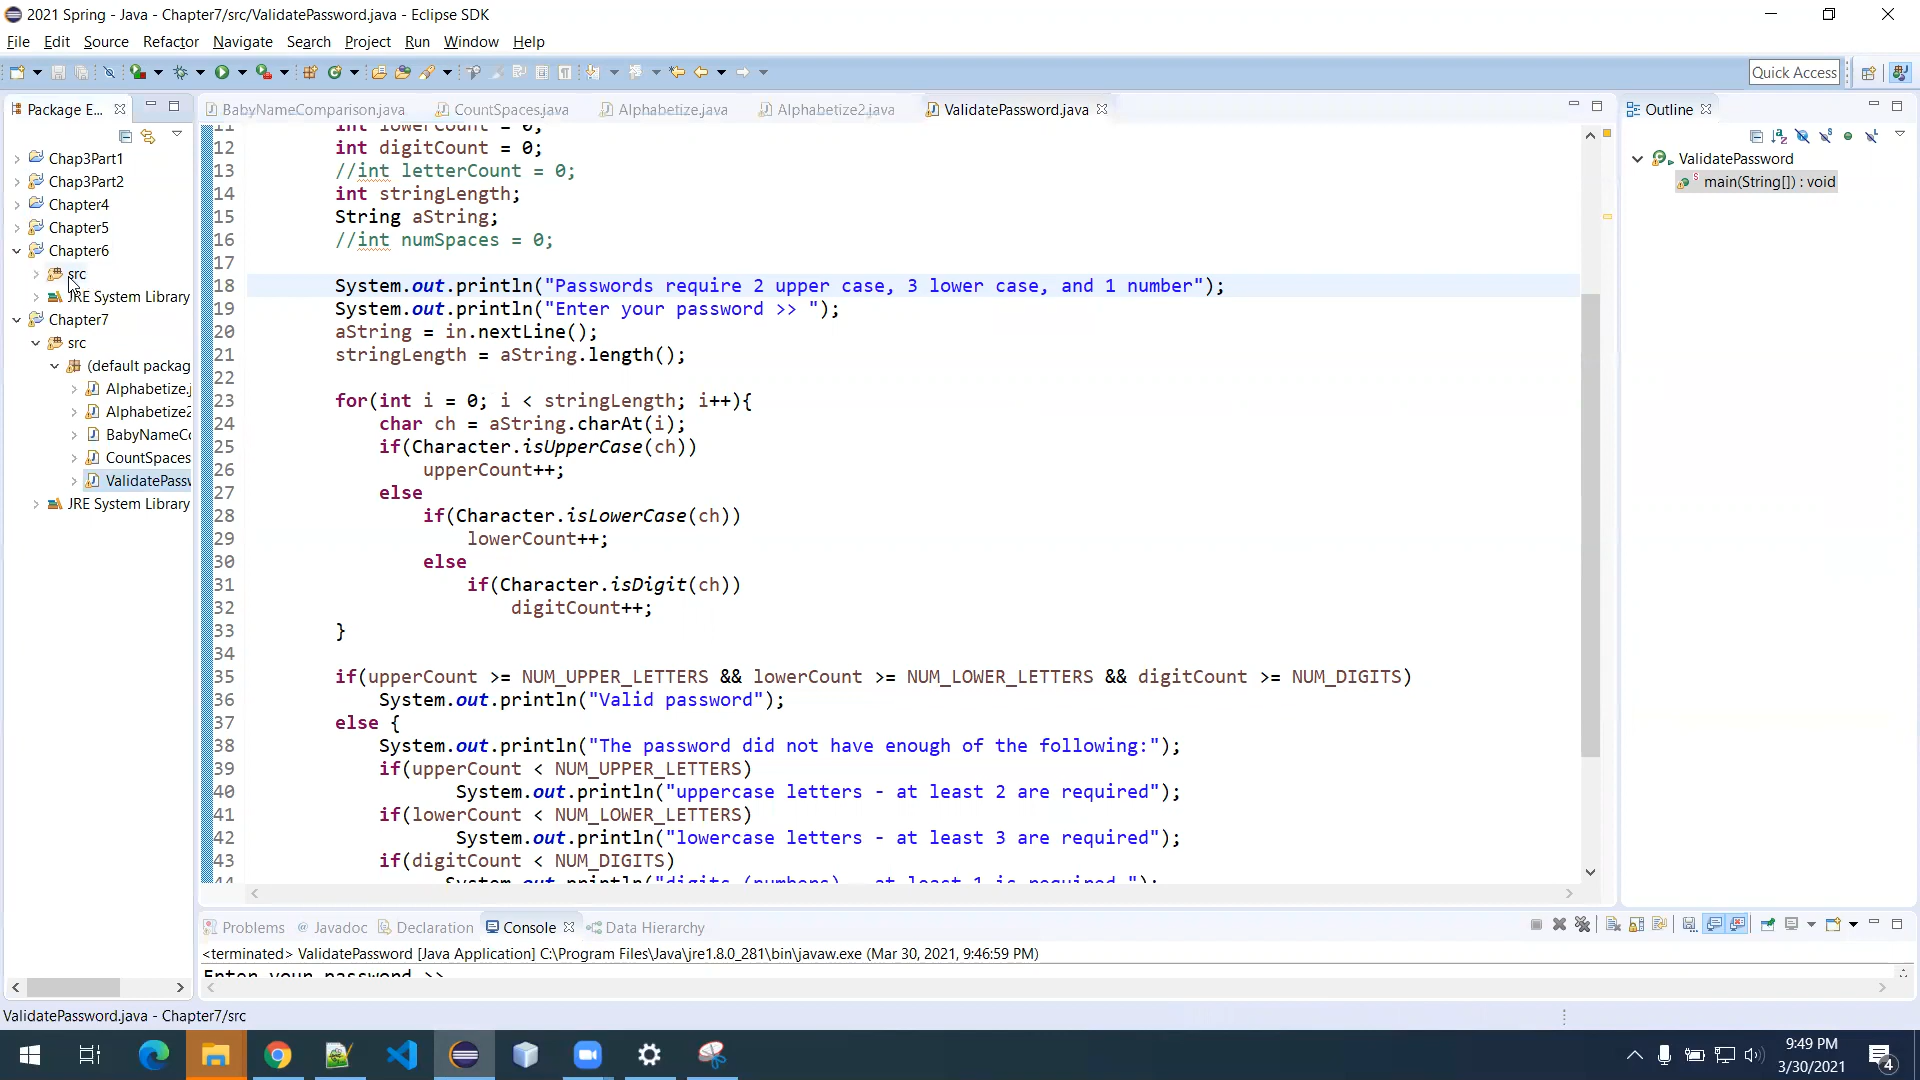 2021 Spring - Java - Chapter7/src/ValidatePassword.java - Eclipse SDK
File Edit Source Refactor Navigate Search Project Run Window Help
Quick Access
Package E...
BabyNameComparison.java CountSpaces.java Alphabetize.java Alphabetize2.java ValidatePassword.java
Outline
Chap3Part1
Chap3Part2
Chapter4
Chapter5
Chapter6
src
JRE System Library
Chapter7
src
(default packag
Alphabetize.j
Alphabetize2
BabyNameCo
CountSpaces
ValidatePassw
JRE System Library
11 int lowerCount = 0;
12 int digitCount = 0;
13 //int letterCount = 0;
14 int stringLength;
15 String aString;
16 //int numSpaces = 0;
17
18 System.out.println("Passwords require 2 upper case, 3 lower case, and 1 number");
19 System.out.println("Enter your password >> ");
20 aString = in.nextLine();
21 stringLength = aString.length();
22
23 for(int i = 0; i < stringLength; i++){
24 char ch = aString.charAt(i);
25 if(Character.isUpperCase(ch))
26 upperCount++;
27 else
28 if(Character.isLowerCase(ch))
29 lowerCount++;
30 else
31 if(Character.isDigit(ch))
32 digitCount++;
33 }
34
35 if(upperCount >= NUM_UPPER_LETTERS && lowerCount >= NUM_LOWER_LETTERS && digitCount >= NUM_DIGITS)
36 System.out.println("Valid password");
37 else {
38 System.out.println("The password did not have enough of the following:");
39 if(upperCount < NUM_UPPER_LETTERS)
40 System.out.println("uppercase letters - at least 2 are required");
41 if(lowerCount < NUM_LOWER_LETTERS)
42 System.out.println("lowercase letters - at least 3 are required");
43 if(digitCount < NUM_DIGITS)
44 System.out.println("digits (numbers) - at least 1 is required.");
ValidatePassword
main(String[]) : void
Problems @ Javadoc Declaration Console Data Hierarchy
<terminated> ValidatePassword [Java Application] C:\Program Files\Java\jre1.8.0_281\bin\javaw.exe (Mar 30, 2021, 9:46:59 PM)
Enter your password >>
ValidatePassword.java - Chapter7/src
9:49 PM
3/30/2021
4